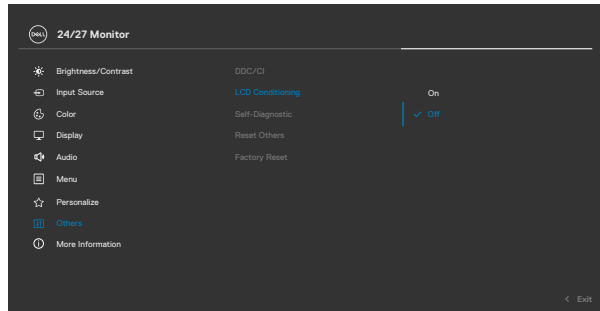 DELL 24/27 Monitor
Brightness/Contrast DDC/CI
Input Source LCD Conditioning On
Color Self-Diagnostic Off
Display Reset Others
Audio Factory Reset
Menu
Personalize
Others
More Information
Exit